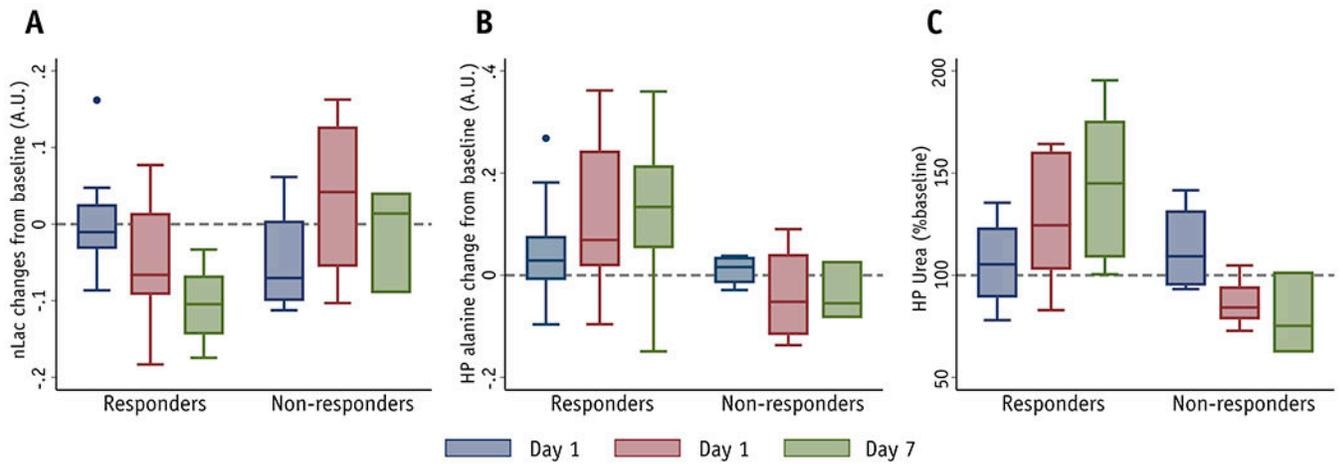 A
nLac changes from baseline (A.U.)
.2
.1
0
-.1
-.2
Responders Non-responders
B
HP alanine change from baseline (A.U.)
.4
.2
0
-.2
Responders Non-responders
C
HP Urea (%baseline)
200
150
100
50
Responders Non-responders
Day 1 Day 1 Day 7